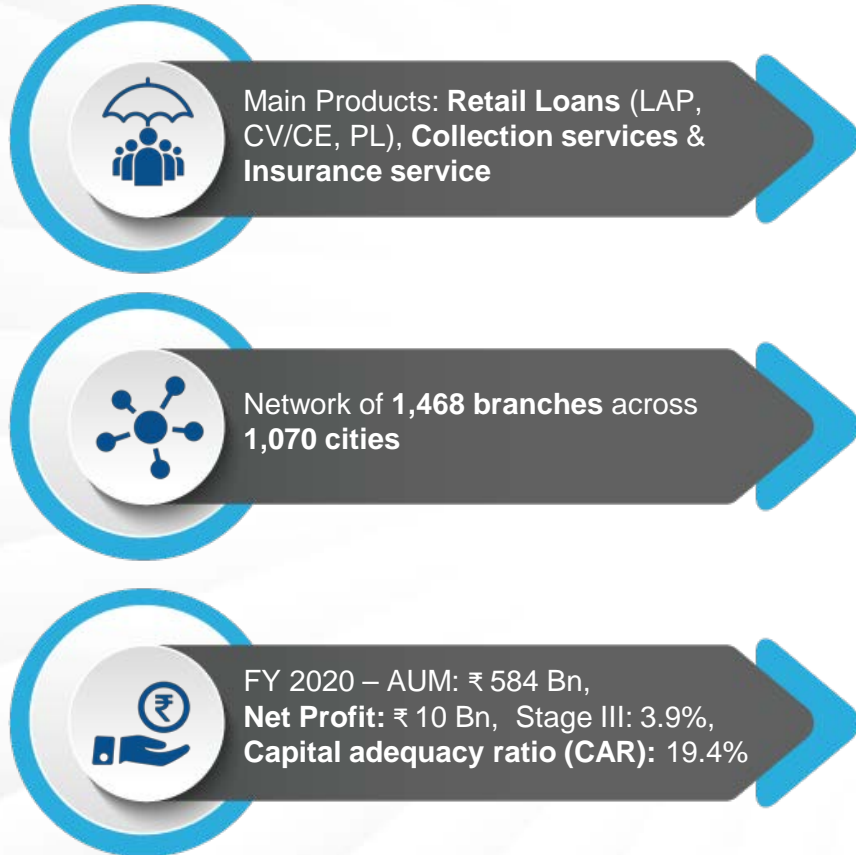 Main Products: Retail Loans (LAP,
CV/CE, PL), Collection services &
Insurance service
Network of 1,468 branches across
1,070 cities
₹
FY 2020 – AUM: ₹ 584 Bn,
Net Profit: ₹ 10 Bn, Stage III: 3.9%,
Capital adequacy ratio (CAR): 19.4%